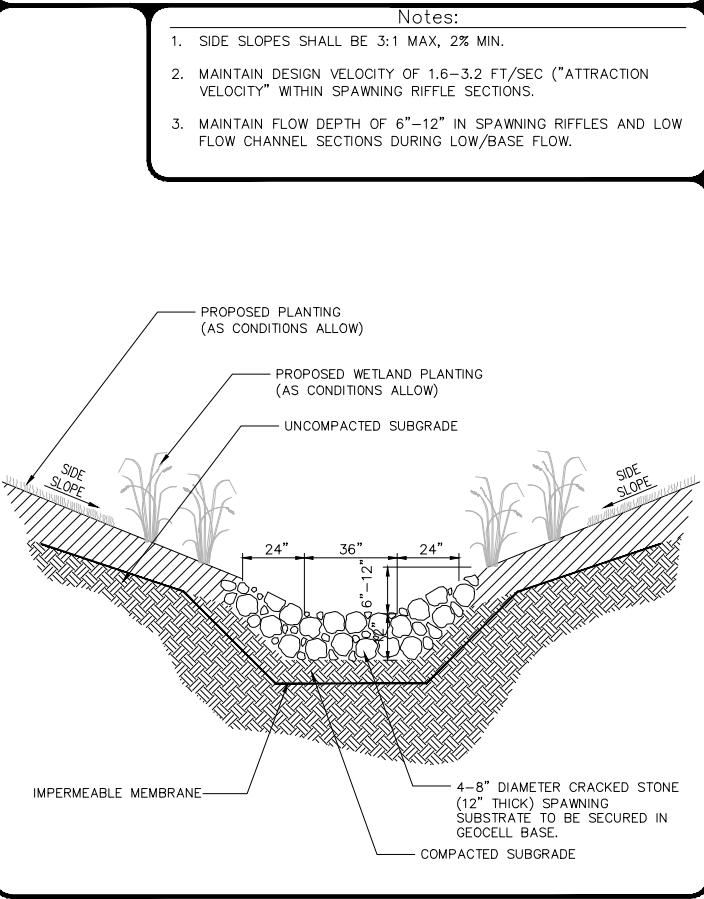 Notes:
1. SIDE SLOPES SHALL BE 3:1 MAX, 2% MIN.
2. MAINTAIN DESIGN VELOCITY OF 1.6–3.2 FT/SEC ("ATTRACTION
VELOCITY" WITHIN SPAWNING RIFFLE SECTIONS.
3. MAINTAIN FLOW DEPTH OF 6"–12" IN SPAWNING RIFFLES AND LOW
FLOW CHANNEL SECTIONS DURING LOW/BASE FLOW.
PROPOSED PLANTING
(AS CONDITIONS ALLOW)
PROPOSED WETLAND PLANTING
(AS CONDITIONS ALLOW)
UNCOMPACTED SUBGRADE
SIDE
SLOPE
SIDE
SLOPE
24"
36"
24"
6"–12"
12"
IMPERMEABLE MEMBRANE
4–8" DIAMETER CRACKED STONE
(12" THICK) SPAWNING
SUBSTRATE TO BE SECURED IN
GEOCELL BASE.
COMPACTED SUBGRADE